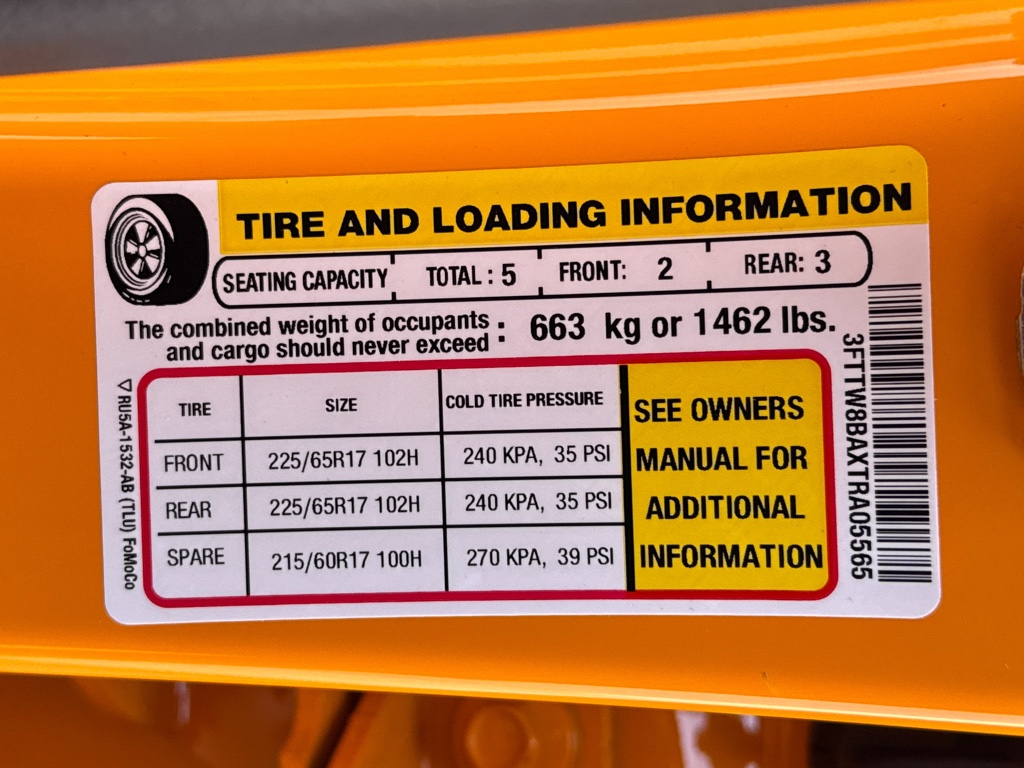 TIRE AND LOADING INFORMATION
SEATING CAPACITY TOTAL : 5 FRONT: 2 REAR: 3
The combined weight of occupants
and cargo should never exceed : 663 kg or 1462 lbs.
TIRE SIZE COLD TIRE PRESSURE
FRONT 225/65R17 102H 240 KPA, 35 PSI
REAR 225/65R17 102H 240 KPA, 35 PSI
SPARE 215/60R17 100H 270 KPA, 39 PSI
SEE OWNERS
MANUAL FOR
ADDITIONAL
INFORMATION
RU5A-1532-AB (TLU) FoMoCo
3FTTW8BAXTRA05565